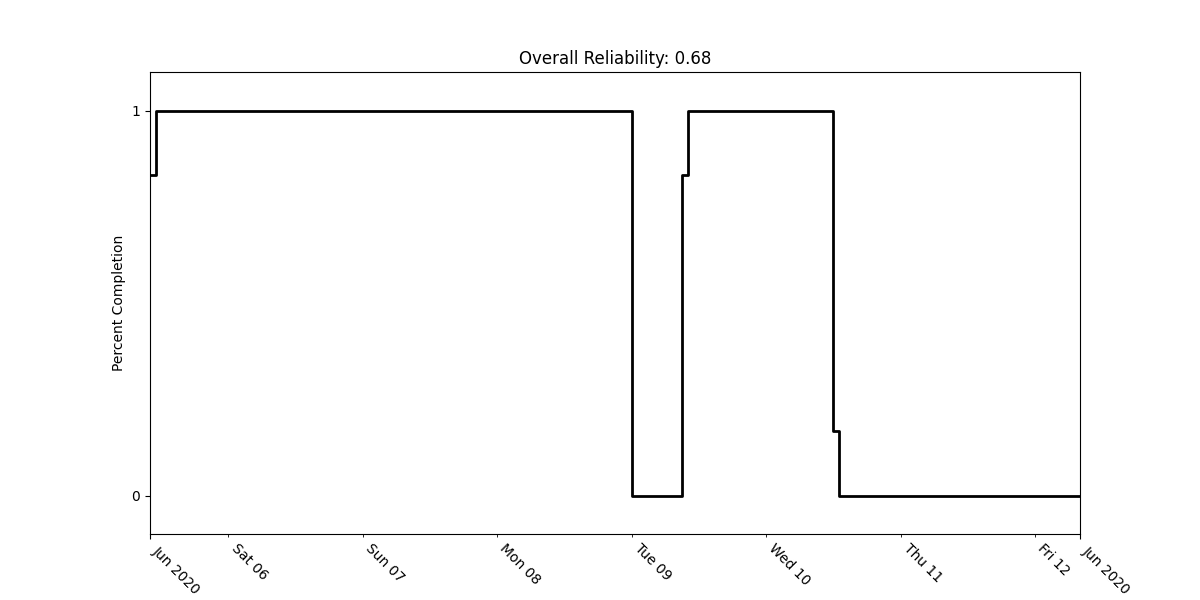 Overall Reliability: 0.68
Percent Completion
1
0
Jun 2020
Sat 06
Sun 07
Mon 08
Tue 09
Wed 10
Thu 11
Fri 12
Jun 2020